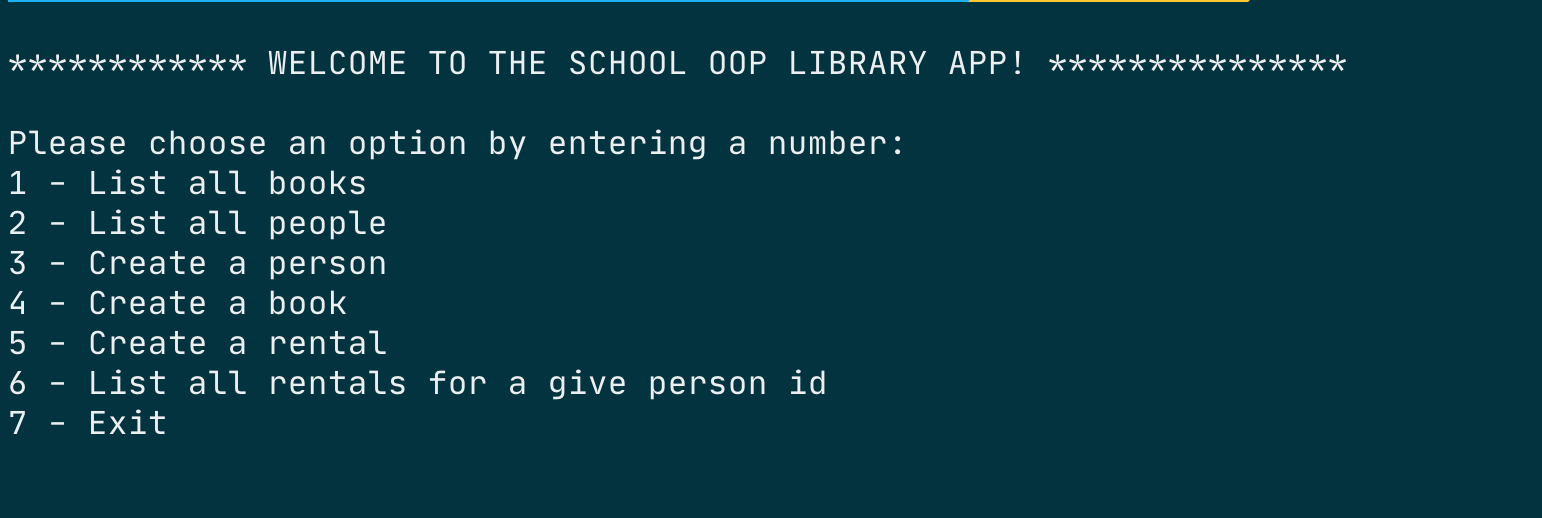 ************ WELCOME TO THE SCHOOL OOP LIBRARY APP! ***************
Please choose an option by entering a number:
1 - List all books
2 - List all people
3 - Create a person
4 - Create a book
5 - Create a rental
6 - List all rentals for a give person id
7 - Exit